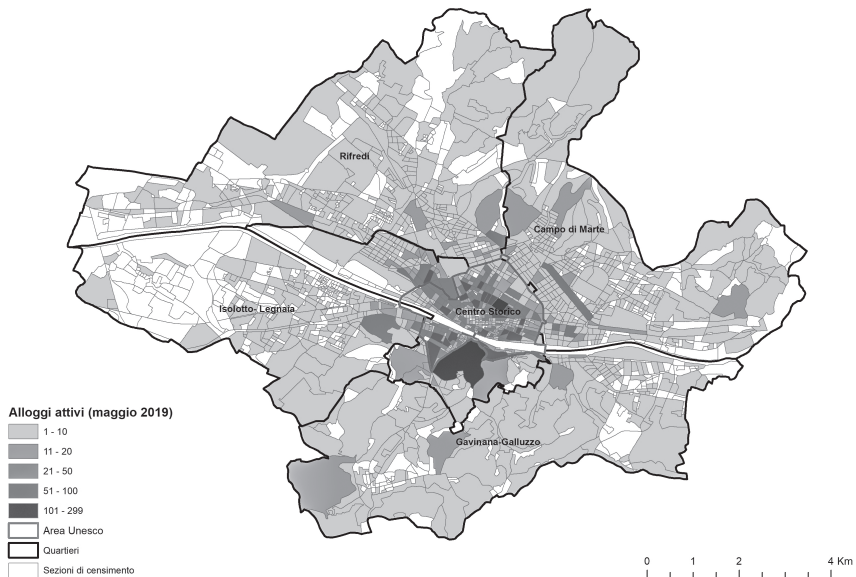 Rifredi
Campo di Marte
Isolotto- Legnaia
Centro Storico
Gavinana-Galluzzo
Alloggi attivi (maggio 2019)
1 - 10
11 - 20
21 - 50
51 - 100
101 - 299
Area Unesco
Quartieri
Sezioni di censimento
0 1 2 4 Km